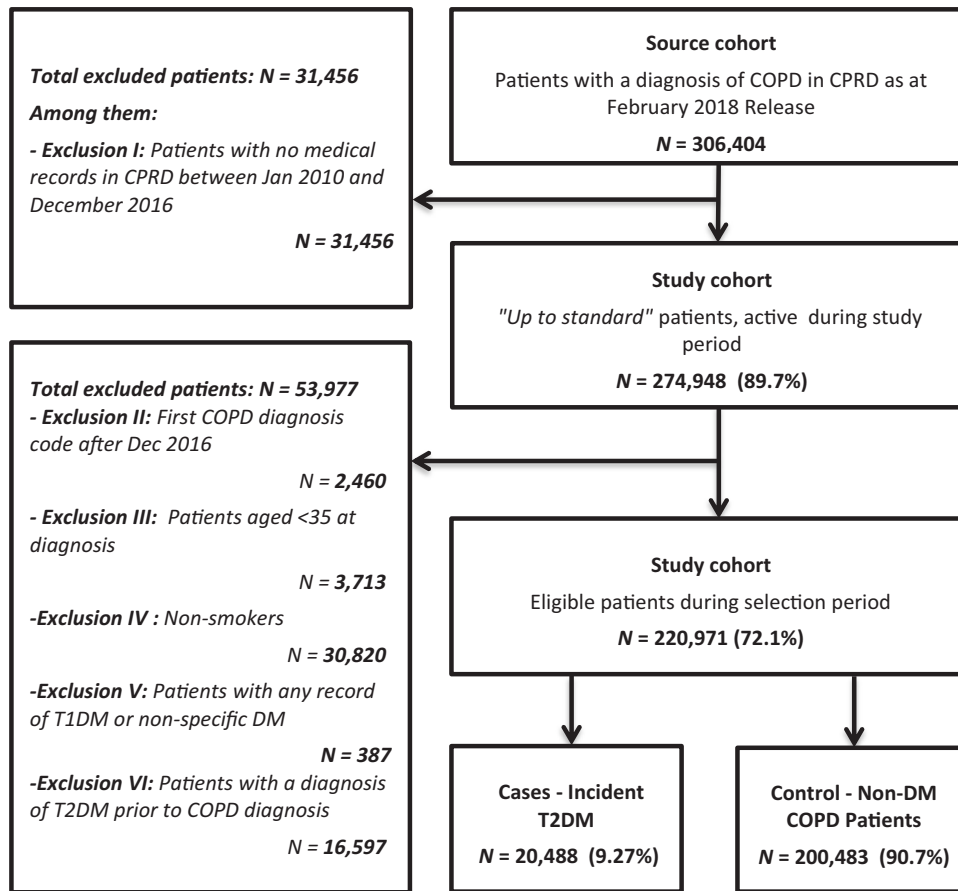 Source cohort
Patients with a diagnosis of COPD in CPRD as at
February 2018 Release
N = 306,404
Total excluded patients: N = 31,456
Among them:
- Exclusion I: Patients with no medical
records in CPRD between Jan 2010 and
December 2016
N = 31,456
Study cohort
"Up to standard" patients, active during study
period
N = 274,948 (89.7%)
Total excluded patients: N = 53,977
- Exclusion II: First COPD diagnosis
code after Dec 2016
N = 2,460
- Exclusion III: Patients aged <35 at
diagnosis
N = 3,713
-Exclusion IV : Non-smokers
N = 30,820
-Exclusion V: Patients with any record
of T1DM or non-specific DM
N = 387
-Exclusion VI: Patients with a diagnosis
of T2DM prior to COPD diagnosis
N = 16,597
Study cohort
Eligible patients during selection period
N = 220,971 (72.1%)
Cases - Incident
T2DM
N = 20,488 (9.27%)
Control - Non-DM
COPD Patients
N = 200,483 (90.7%)